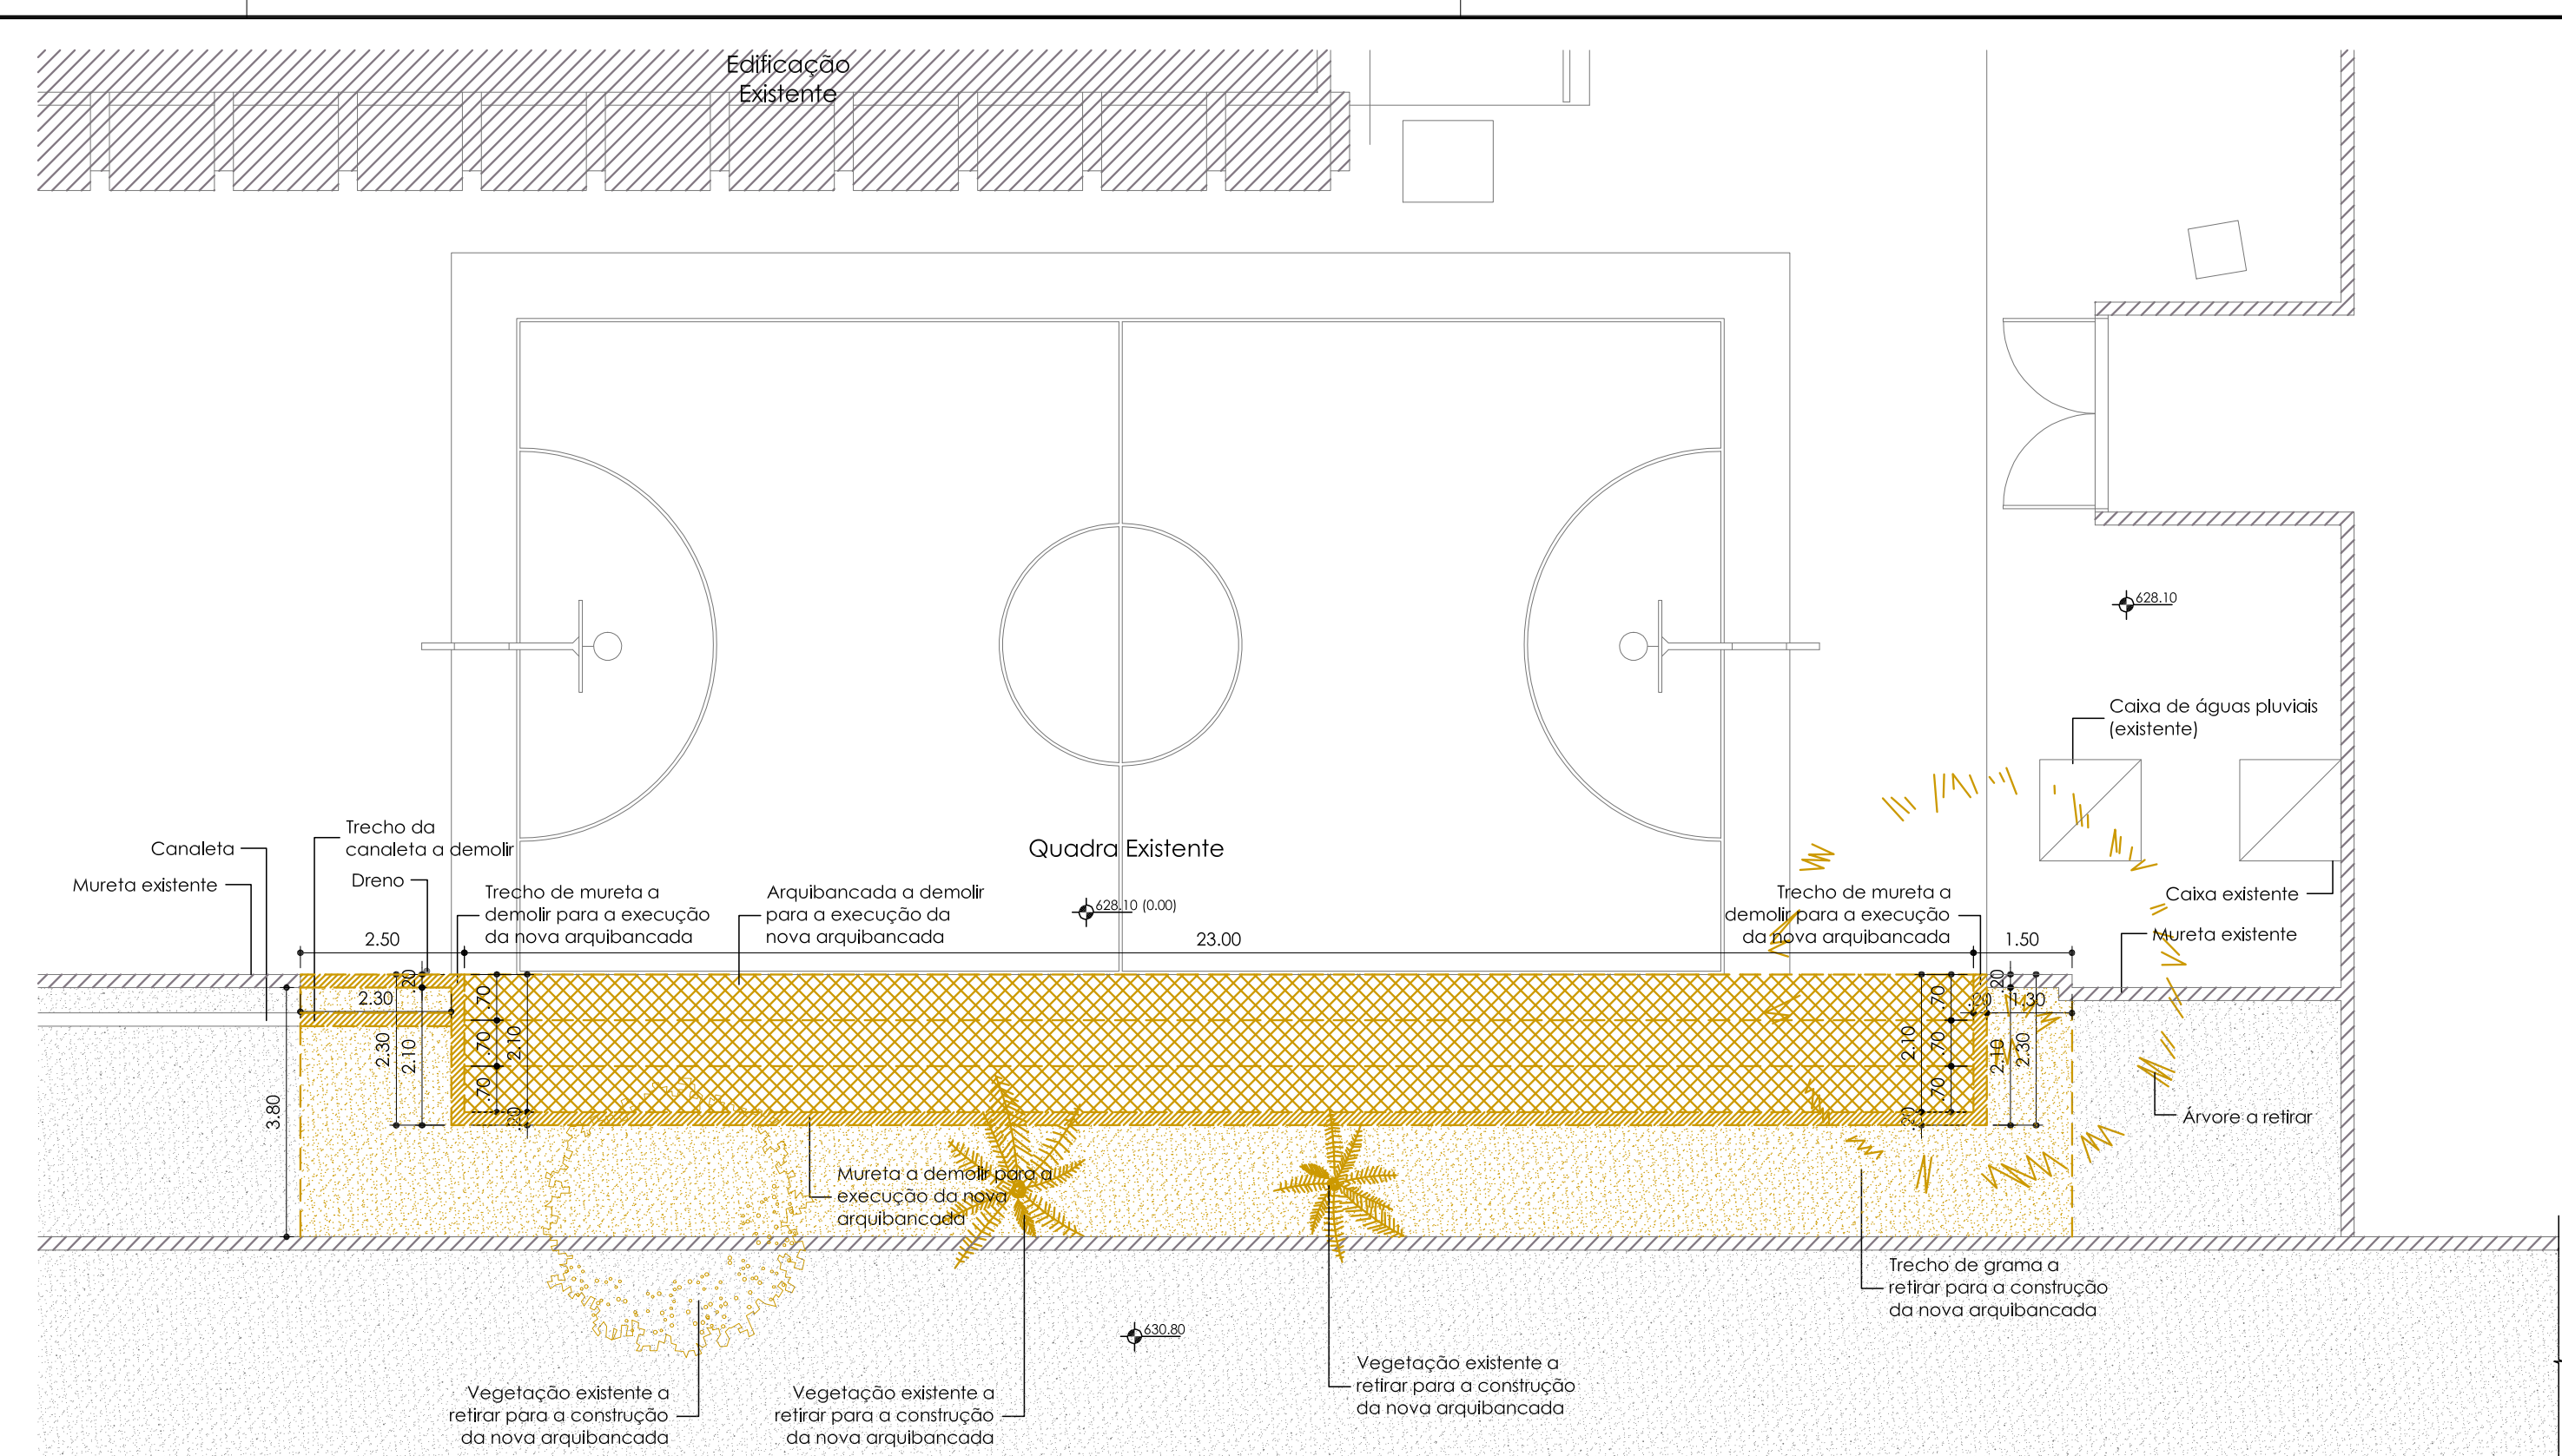 Edificação
Existente
628.10
Caixa de águas pluviais
(existente)
Trecho da
canaleta a demolir
Canaleta
Mureta existente
Dreno
Trecho de mureta a
demolir para a execução
da nova arquibancada
Arquibancada a demolir
para a execução da
nova arquibancada
Quadra Existente
628.10 (0.00)
Trecho de mureta a
demolir para a execução
da nova arquibancada
Caixa existente
Mureta existente
2.50
23.00
1.50
.20
2.30
2.30
2.10
3.80
.70
.70
.70
2.10
.20
.70
.70
.70
2.10
.20
.20
.20
1.30
2.10
2.30
Árvore a retirar
Mureta a demolir para a
execução da nova
arquibancada
Trecho de grama a
retirar para a construção
da nova arquibancada
630.80
Vegetação existente a
retirar para a construção
da nova arquibancada
Vegetação existente a
retirar para a construção
da nova arquibancada
Vegetação existente a
retirar para a construção
da nova arquibancada